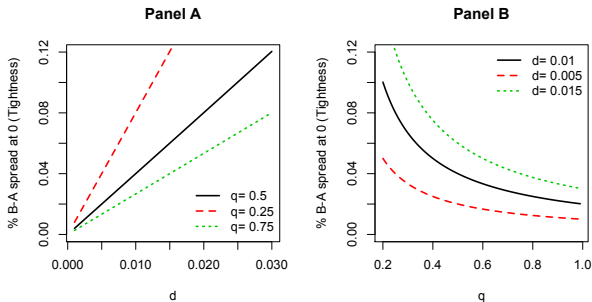 Panel A
% B-A spread at 0 (Tightness)
0.12
0.08
0.04
0.00
q= 0.5
q= 0.25
q= 0.75
0.000
0.010
0.020
0.030
d
Panel B
% B-A spread at 0 (Tightness)
0.12
0.08
0.04
0.00
d= 0.01
d= 0.005
d= 0.015
0.2
0.4
0.6
0.8
1.0
q